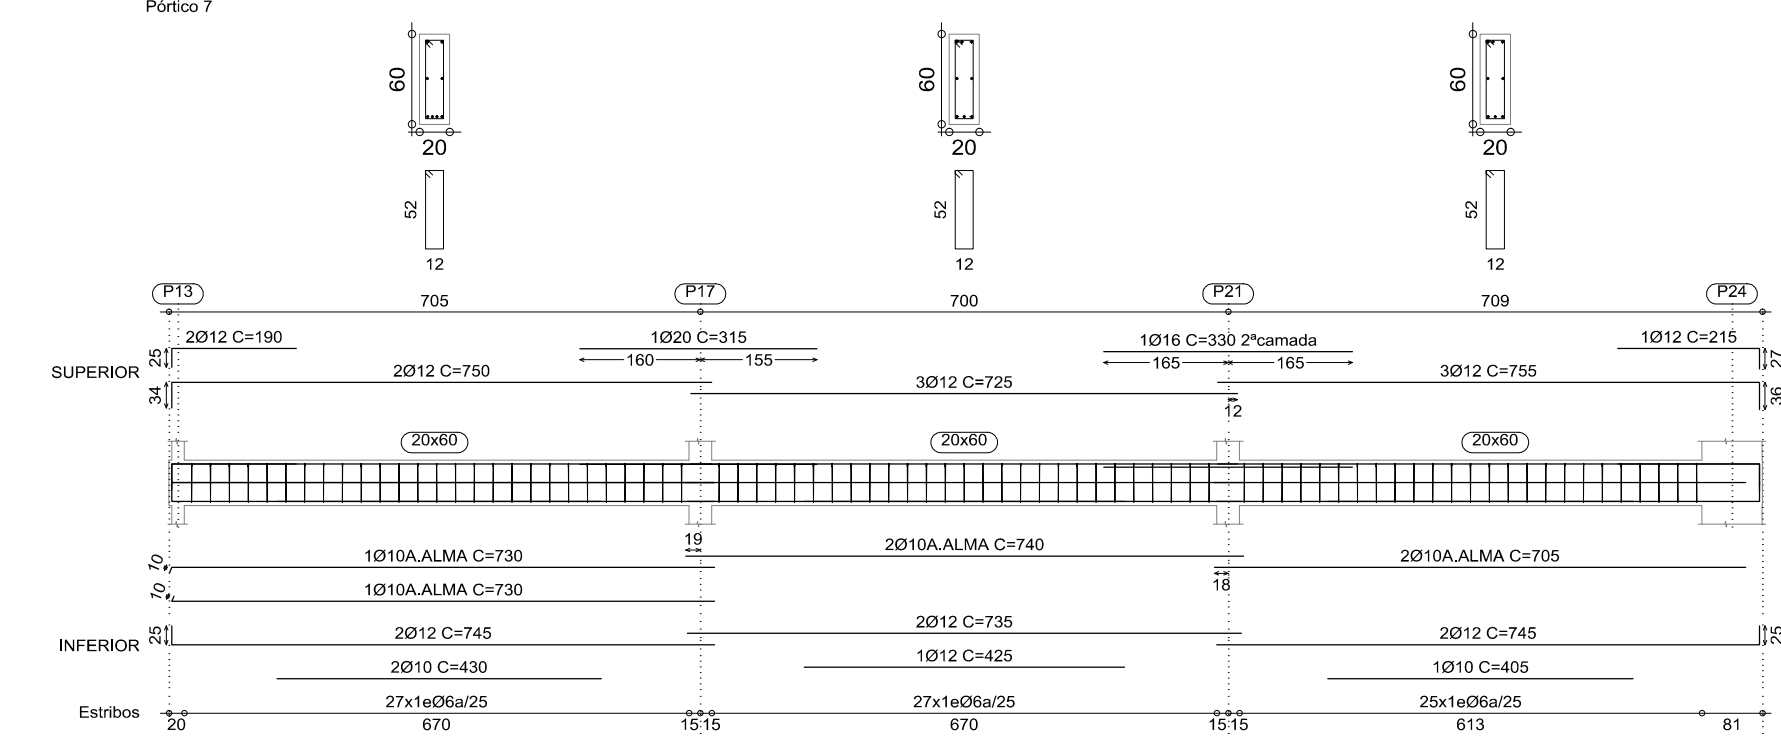 Pórtico 7
60 60 60
20 20 20
52 52 52
12 12 12
P13 P17 P21 P24
705 700 709
2Ø12 C=190 1Ø20 C=315 1Ø16 C=330 2ªcamada 1Ø12 C=215
25 160 155 165 165 27
SUPERIOR 2Ø12 C=750 3Ø12 C=725 3Ø12 C=755
34 12 36
20x60 20x60 20x60
19
10 1Ø10A.ALMA C=730 2Ø10A.ALMA C=740 2Ø10A.ALMA C=705
18
10 1Ø10A.ALMA C=730
2Ø12 C=735
INFERIOR 25 2Ø12 C=745 2Ø12 C=745 25
2Ø10 C=430 1Ø12 C=425 1Ø10 C=405
Estribos 27x1eØ6a/25 27x1eØ6a/25 25x1eØ6a/25
20 670 15 15 670 15 15 613 81